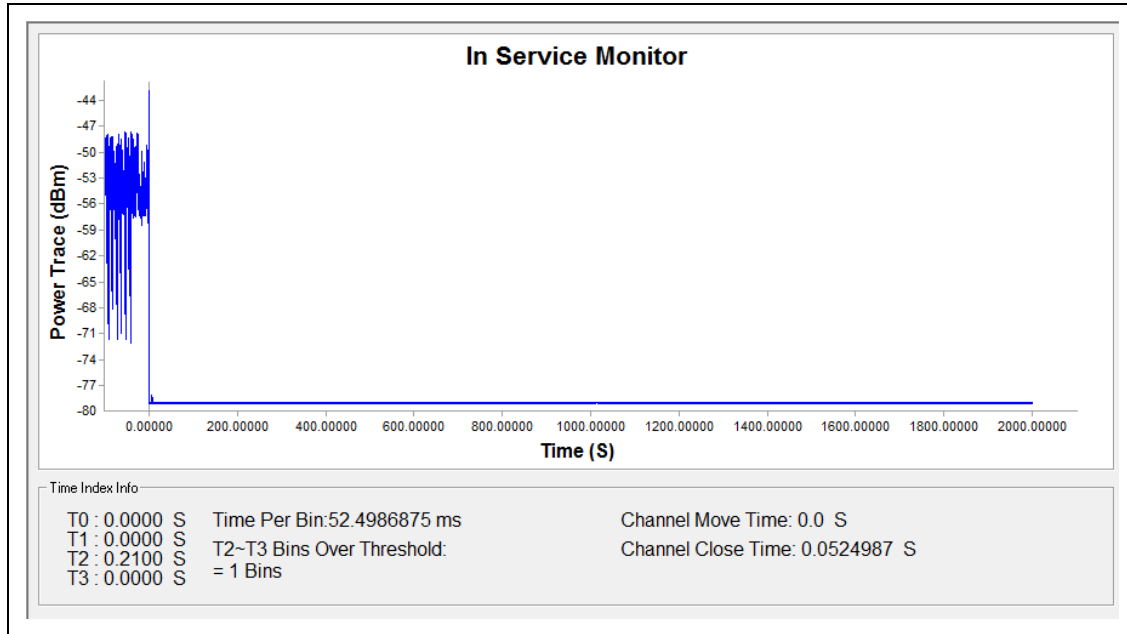 In Service Monitor
Power Trace (dBm)
-44
-47
-50
-53
-56
-59
-62
-65
-68
-71
-74
-77
-80
0.00000 200.00000 400.00000 600.00000 800.00000 1000.00000 1200.00000 1400.00000 1600.00000 1800.00000 2000.00000
Time (S)
Time Index Info
T0 : 0.0000 S
T1 : 0.0000 S
T2 : 0.2100 S
T3 : 0.0000 S
Time Per Bin:52.4986875 ms
T2~T3 Bins Over Threshold:
= 1 Bins
Channel Move Time: 0.0 S
Channel Close Time: 0.0524987 S